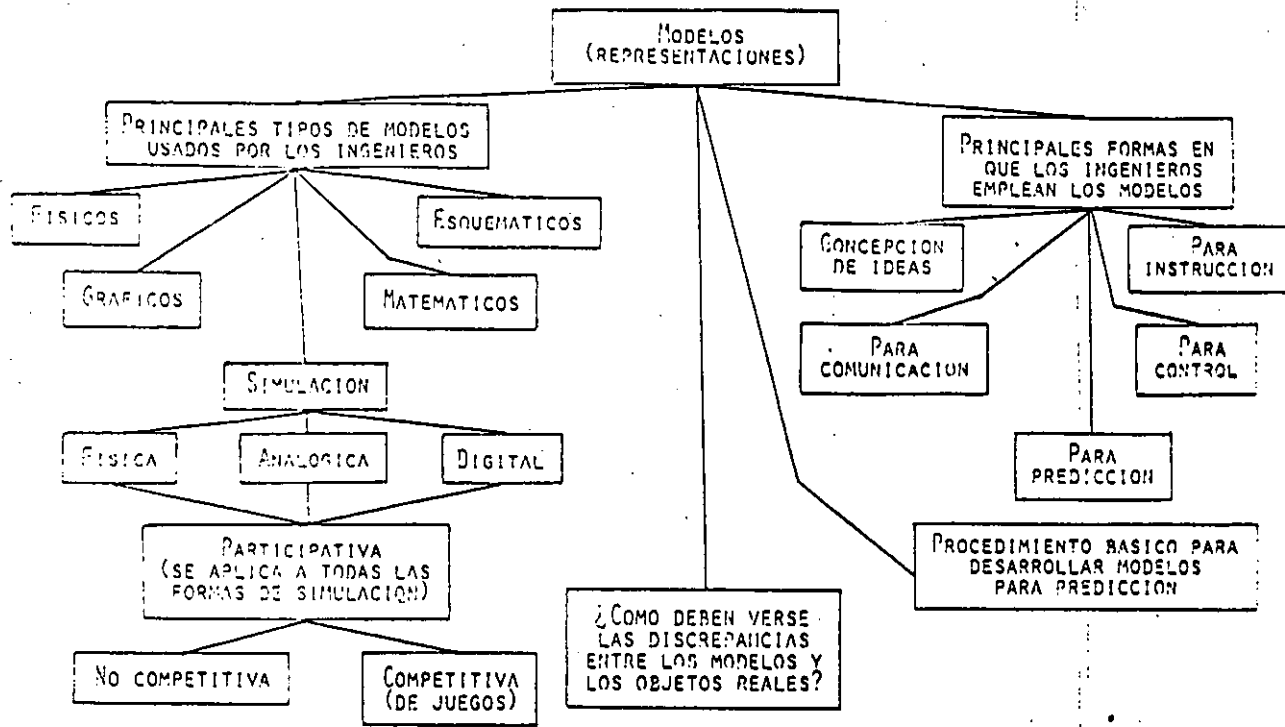 MODELOS
(REPRESENTACIONES)
PRINCIPALES TIPOS DE MODELOS
USADOS POR LOS INGENIEROS
PRINCIPALES FORMAS EN
QUE LOS INGENIEROS
EMPLEAN LOS MODELOS
FISICOS
ESQUEMATICOS
GRAFICOS
MATEMATICOS
CONCEPCION
DE IDEAS
PARA
INSTRUCCION
PARA
COMUNICACION
PARA
CONTROL
PARA
PREDICCION
SIMULACION
FISICA
ANALOGICA
DIGITAL
PARTICIPATIVA
(SE APLICA A TODAS LAS
FORMAS DE SIMULACION)
NO COMPETITIVA
COMPETITIVA
(DE JUEGOS)
¿COMO DEBEN VERSE
LAS DISCREPANCIAS
ENTRE LOS MODELOS Y
LOS OBJETOS REALES?
PROCEDIMIENTO BASICO PARA
DESARROLLAR MODELOS
PARA PREDICCION